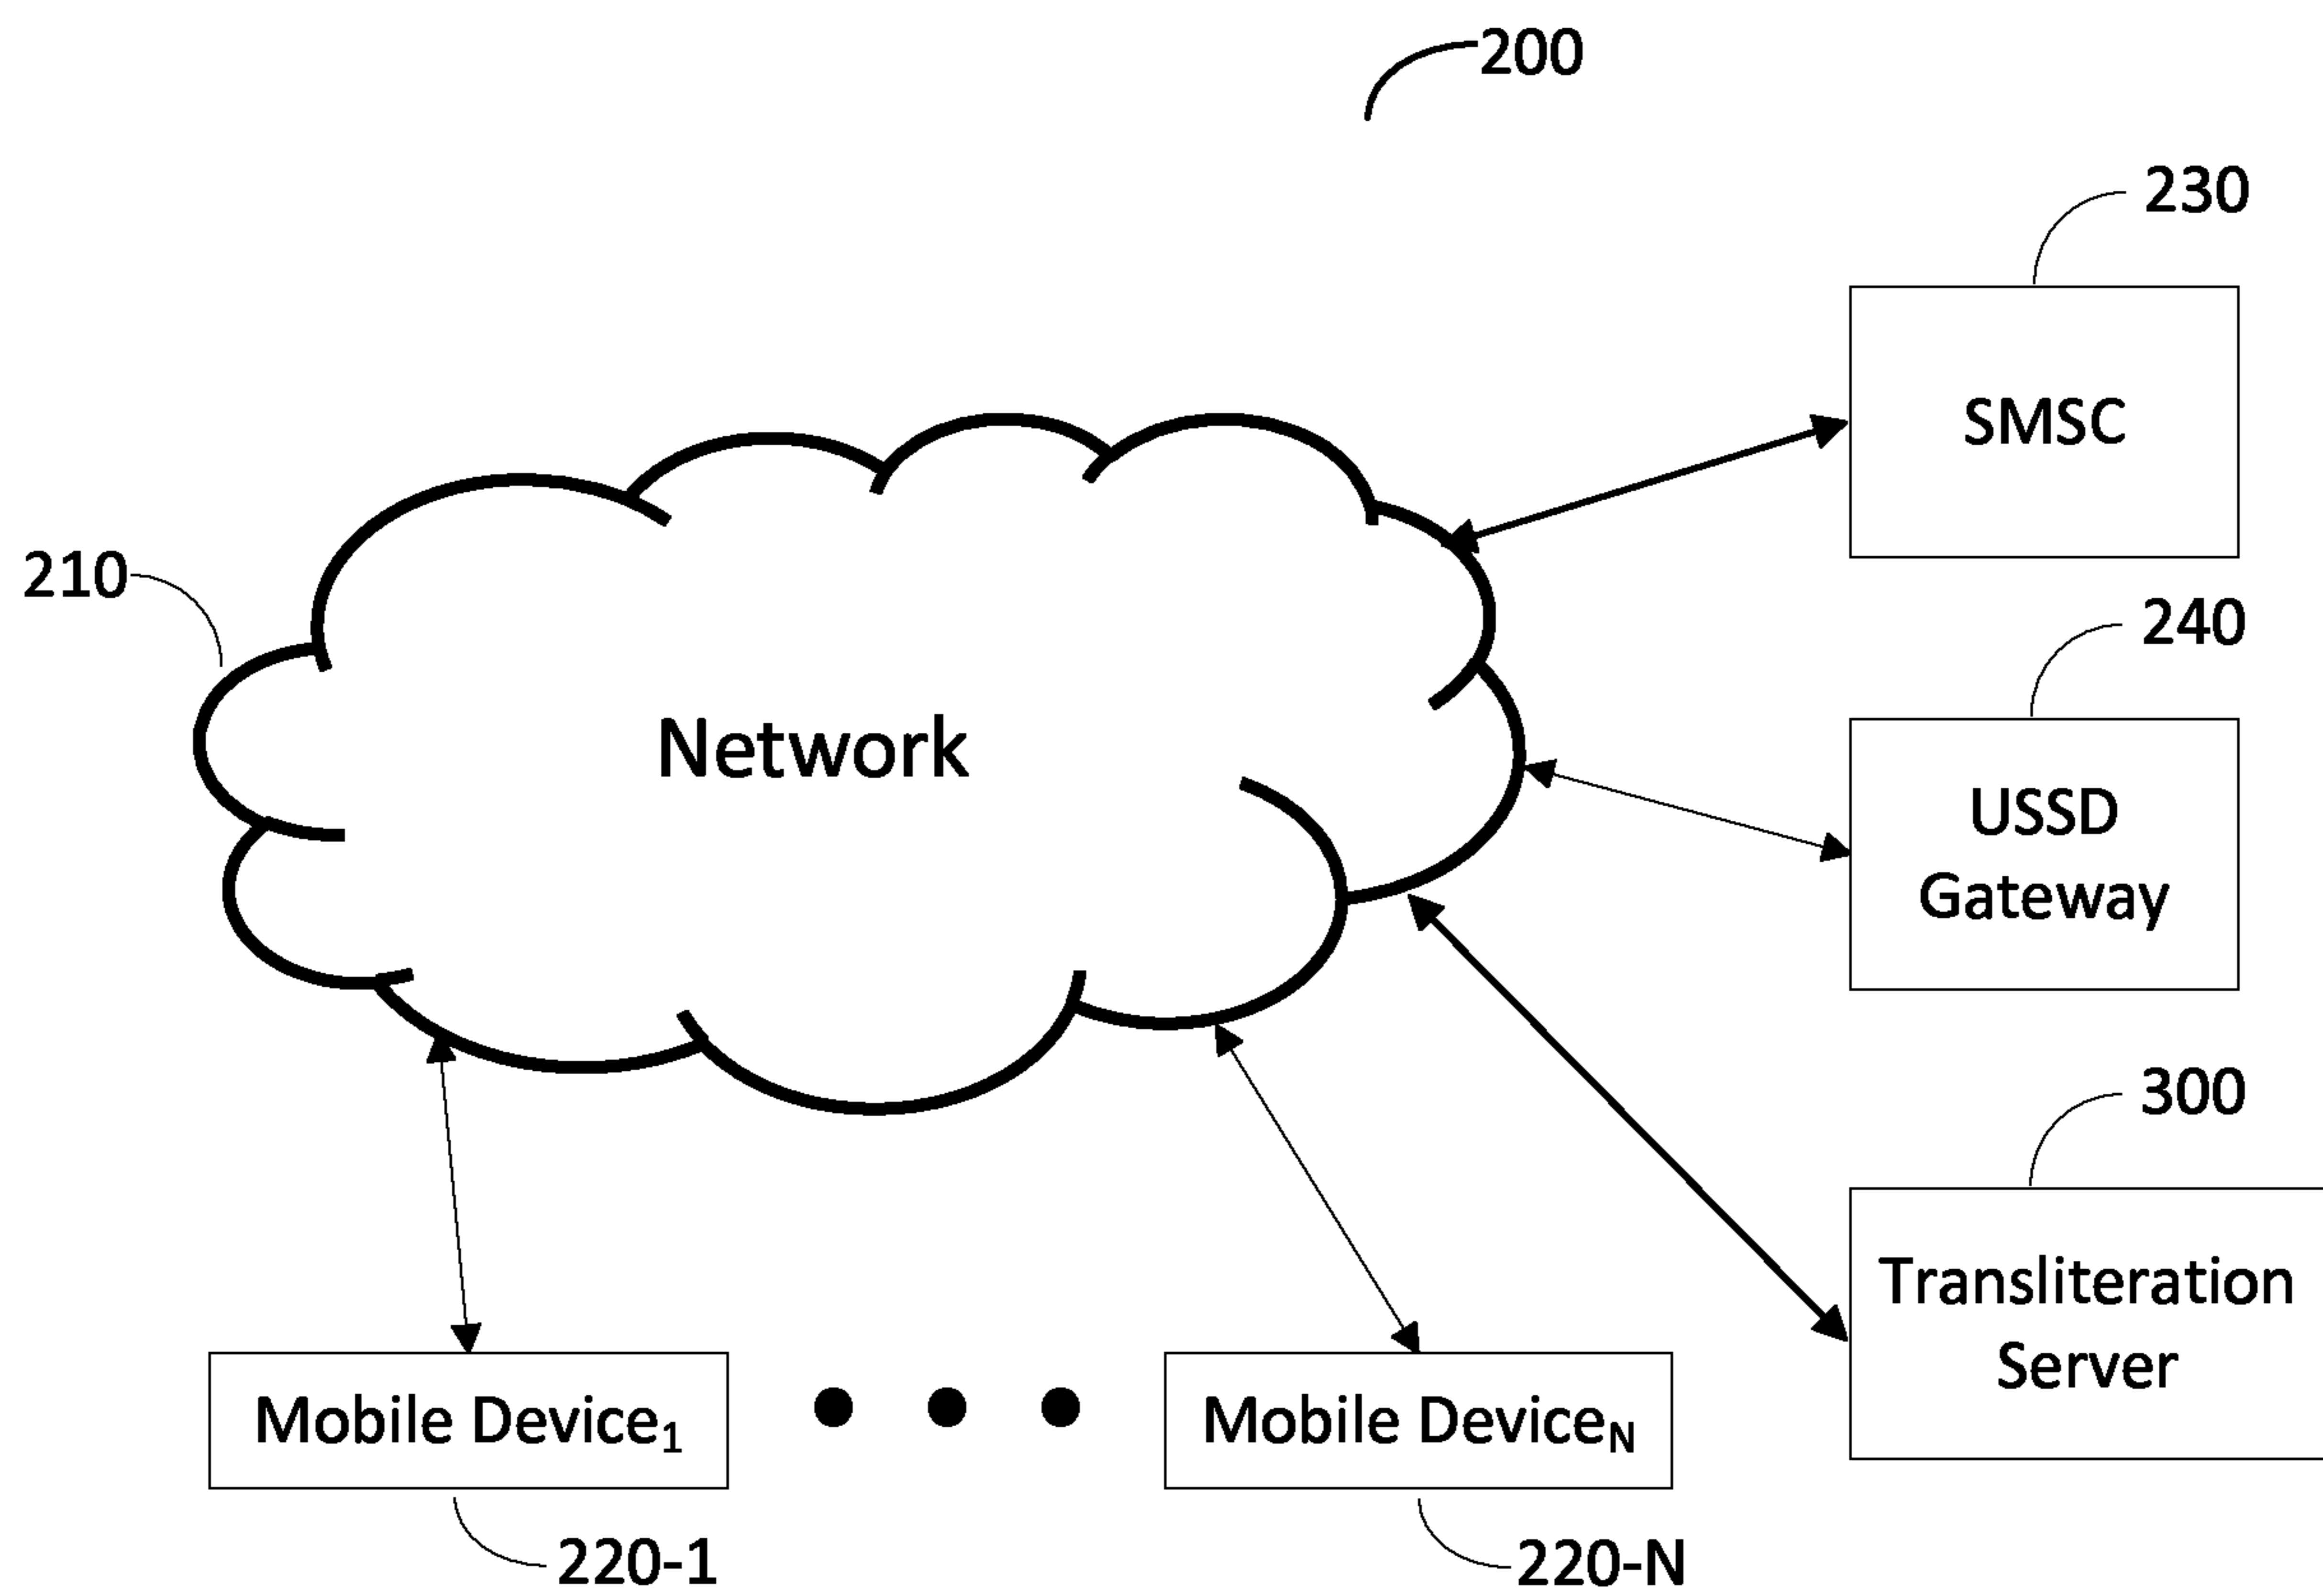 200
230
SMSC
210
240
Network
USSD
Gateway
300
Transliteration
Server
Mobile Device1
Mobile DeviceN
220-1
220-N